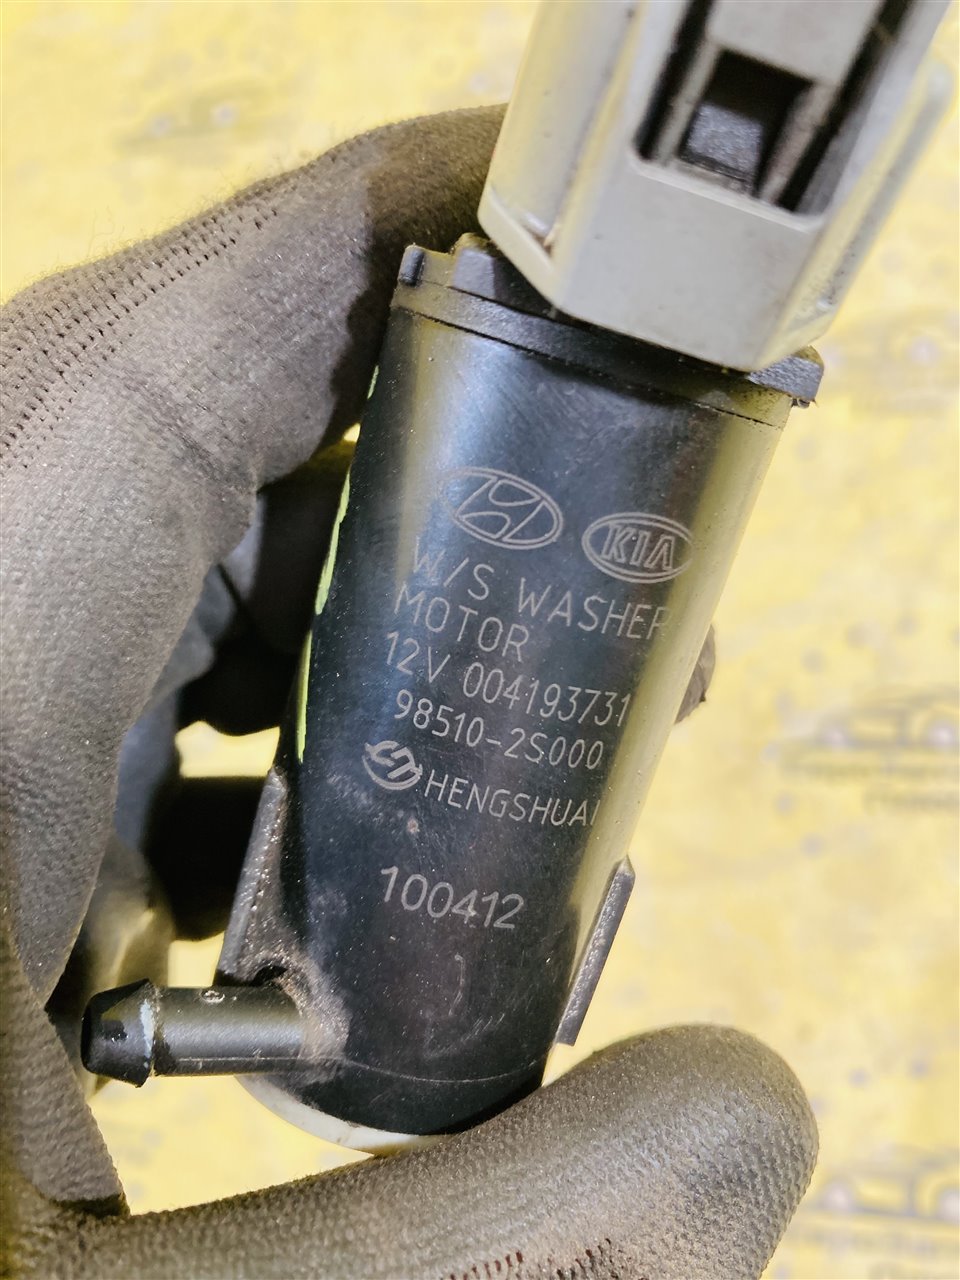 KIA
W/S WASHER
MOTOR
12V 004193731
98510-2S000
HENGSHUAI
100412